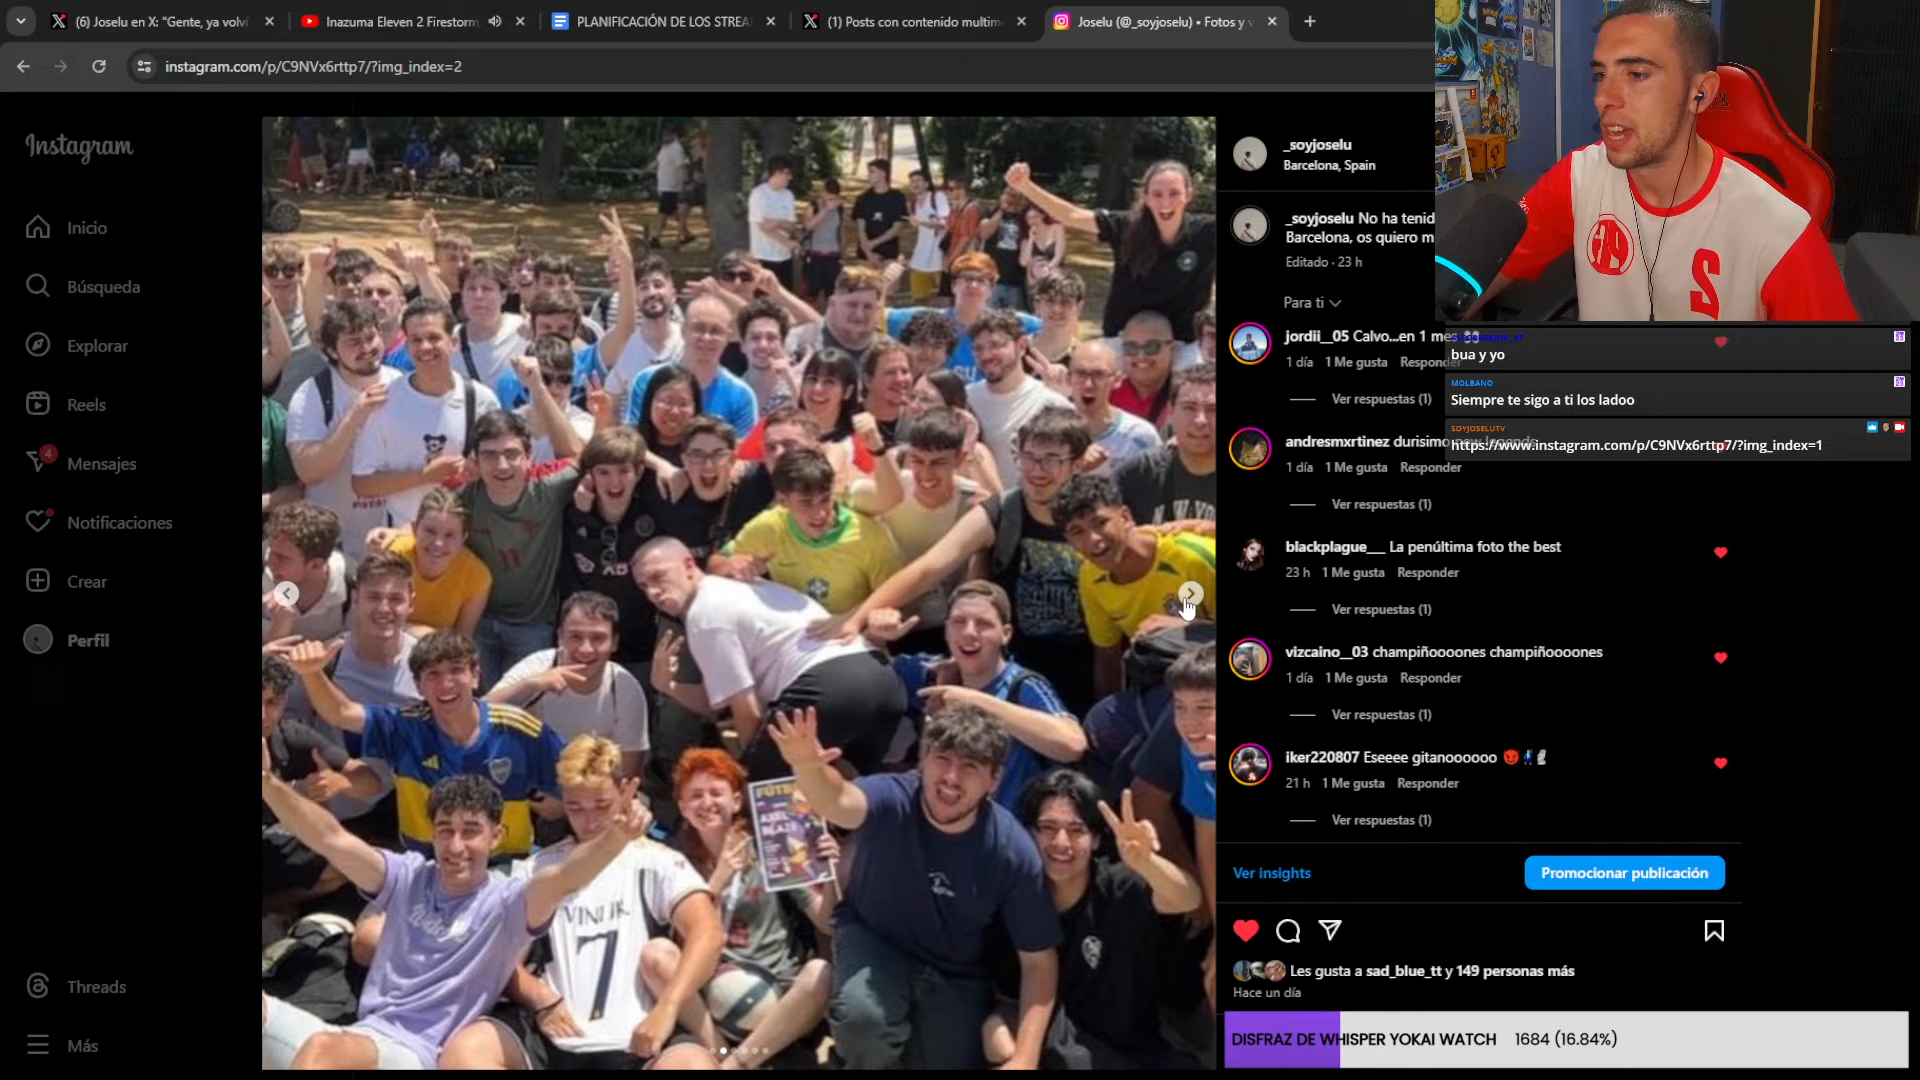 (6) Joselu en X: "Gente, ya volví
Inazuma Eleven 2 Firestorm
PLANIFICACIÓN DE LOS STREA
(1) Posts con contenido multim
Joselu (@_soyjoselu) • Fotos y v
instagram.com/p/C9NVx6rttp7/?img_index=2
Instagram
Inicio
Búsqueda
Explorar
Reels
4
Mensajes
Notificaciones
Crear
Perfil
Threads
Más
FÚTBOL
AXEL
BLAZE
VINI JR.
7
_soyjoselu
Barcelona, Spain
_soyjoselu No ha tenid
Barcelona, os quiero m
Editado · 23 h
Para ti
jordii__05 Calvo...en 1 mes 👀
1 día 1 Me gusta Responder
Ver respuestas (1)
andresmxrtinez durisimo
1 día 1 Me gusta Responder
Ver respuestas (1)
blackplague___ La penúltima foto the best
23 h 1 Me gusta Responder
Ver respuestas (1)
vizcaino__03 champiñoooones champiñoooones
1 día 1 Me gusta Responder
Ver respuestas (1)
iker220807 Eseeee gitanoooooo
21 h 1 Me gusta Responder
Ver respuestas (1)
Ver insights
Promocionar publicación
Les gusta a sad_blue_tt y 149 personas más
Hace un día
S
bua y yo
MOLBANO
Siempre te sigo a ti los ladoo
SOYJOSELUTV
https://www.instagram.com/p/C9NVx6rttp7/?img_index=1
DISFRAZ DE WHISPER YOKAI WATCH 1684 (16.84%)